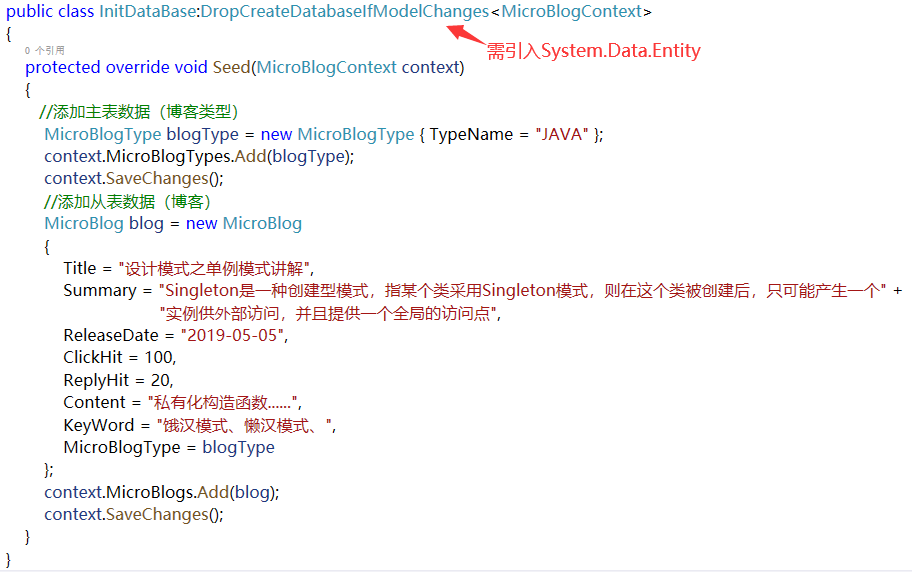 public class InitDataBase:DropCreateDatabaseIfModelChanges<MicroBlogContext>
{
需引入System.Data.Entity
0 个引用
protected override void Seed(MicroBlogContext context)
{
//添加主表数据（博客类型）
MicroBlogType blogType = new MicroBlogType { TypeName = "JAVA" };
context.MicroBlogTypes.Add(blogType);
context.SaveChanges();
//添加从表数据（博客）
MicroBlog blog = new MicroBlog
{
Title = "设计模式之单例模式讲解",
Summary = "Singleton是一种创建型模式，指某个类采用Singleton模式，则在这个类被创建后，只可能产生一个" +
"实例供外部访问，并且提供一个全局的访问点",
ReleaseDate = "2019-05-05",
ClickHit = 100,
ReplyHit = 20,
Content = "私有化构造函数......",
KeyWord = "饿汉模式、懒汉模式、",
MicroBlogType = blogType
};
context.MicroBlogs.Add(blog);
context.SaveChanges();
}
}